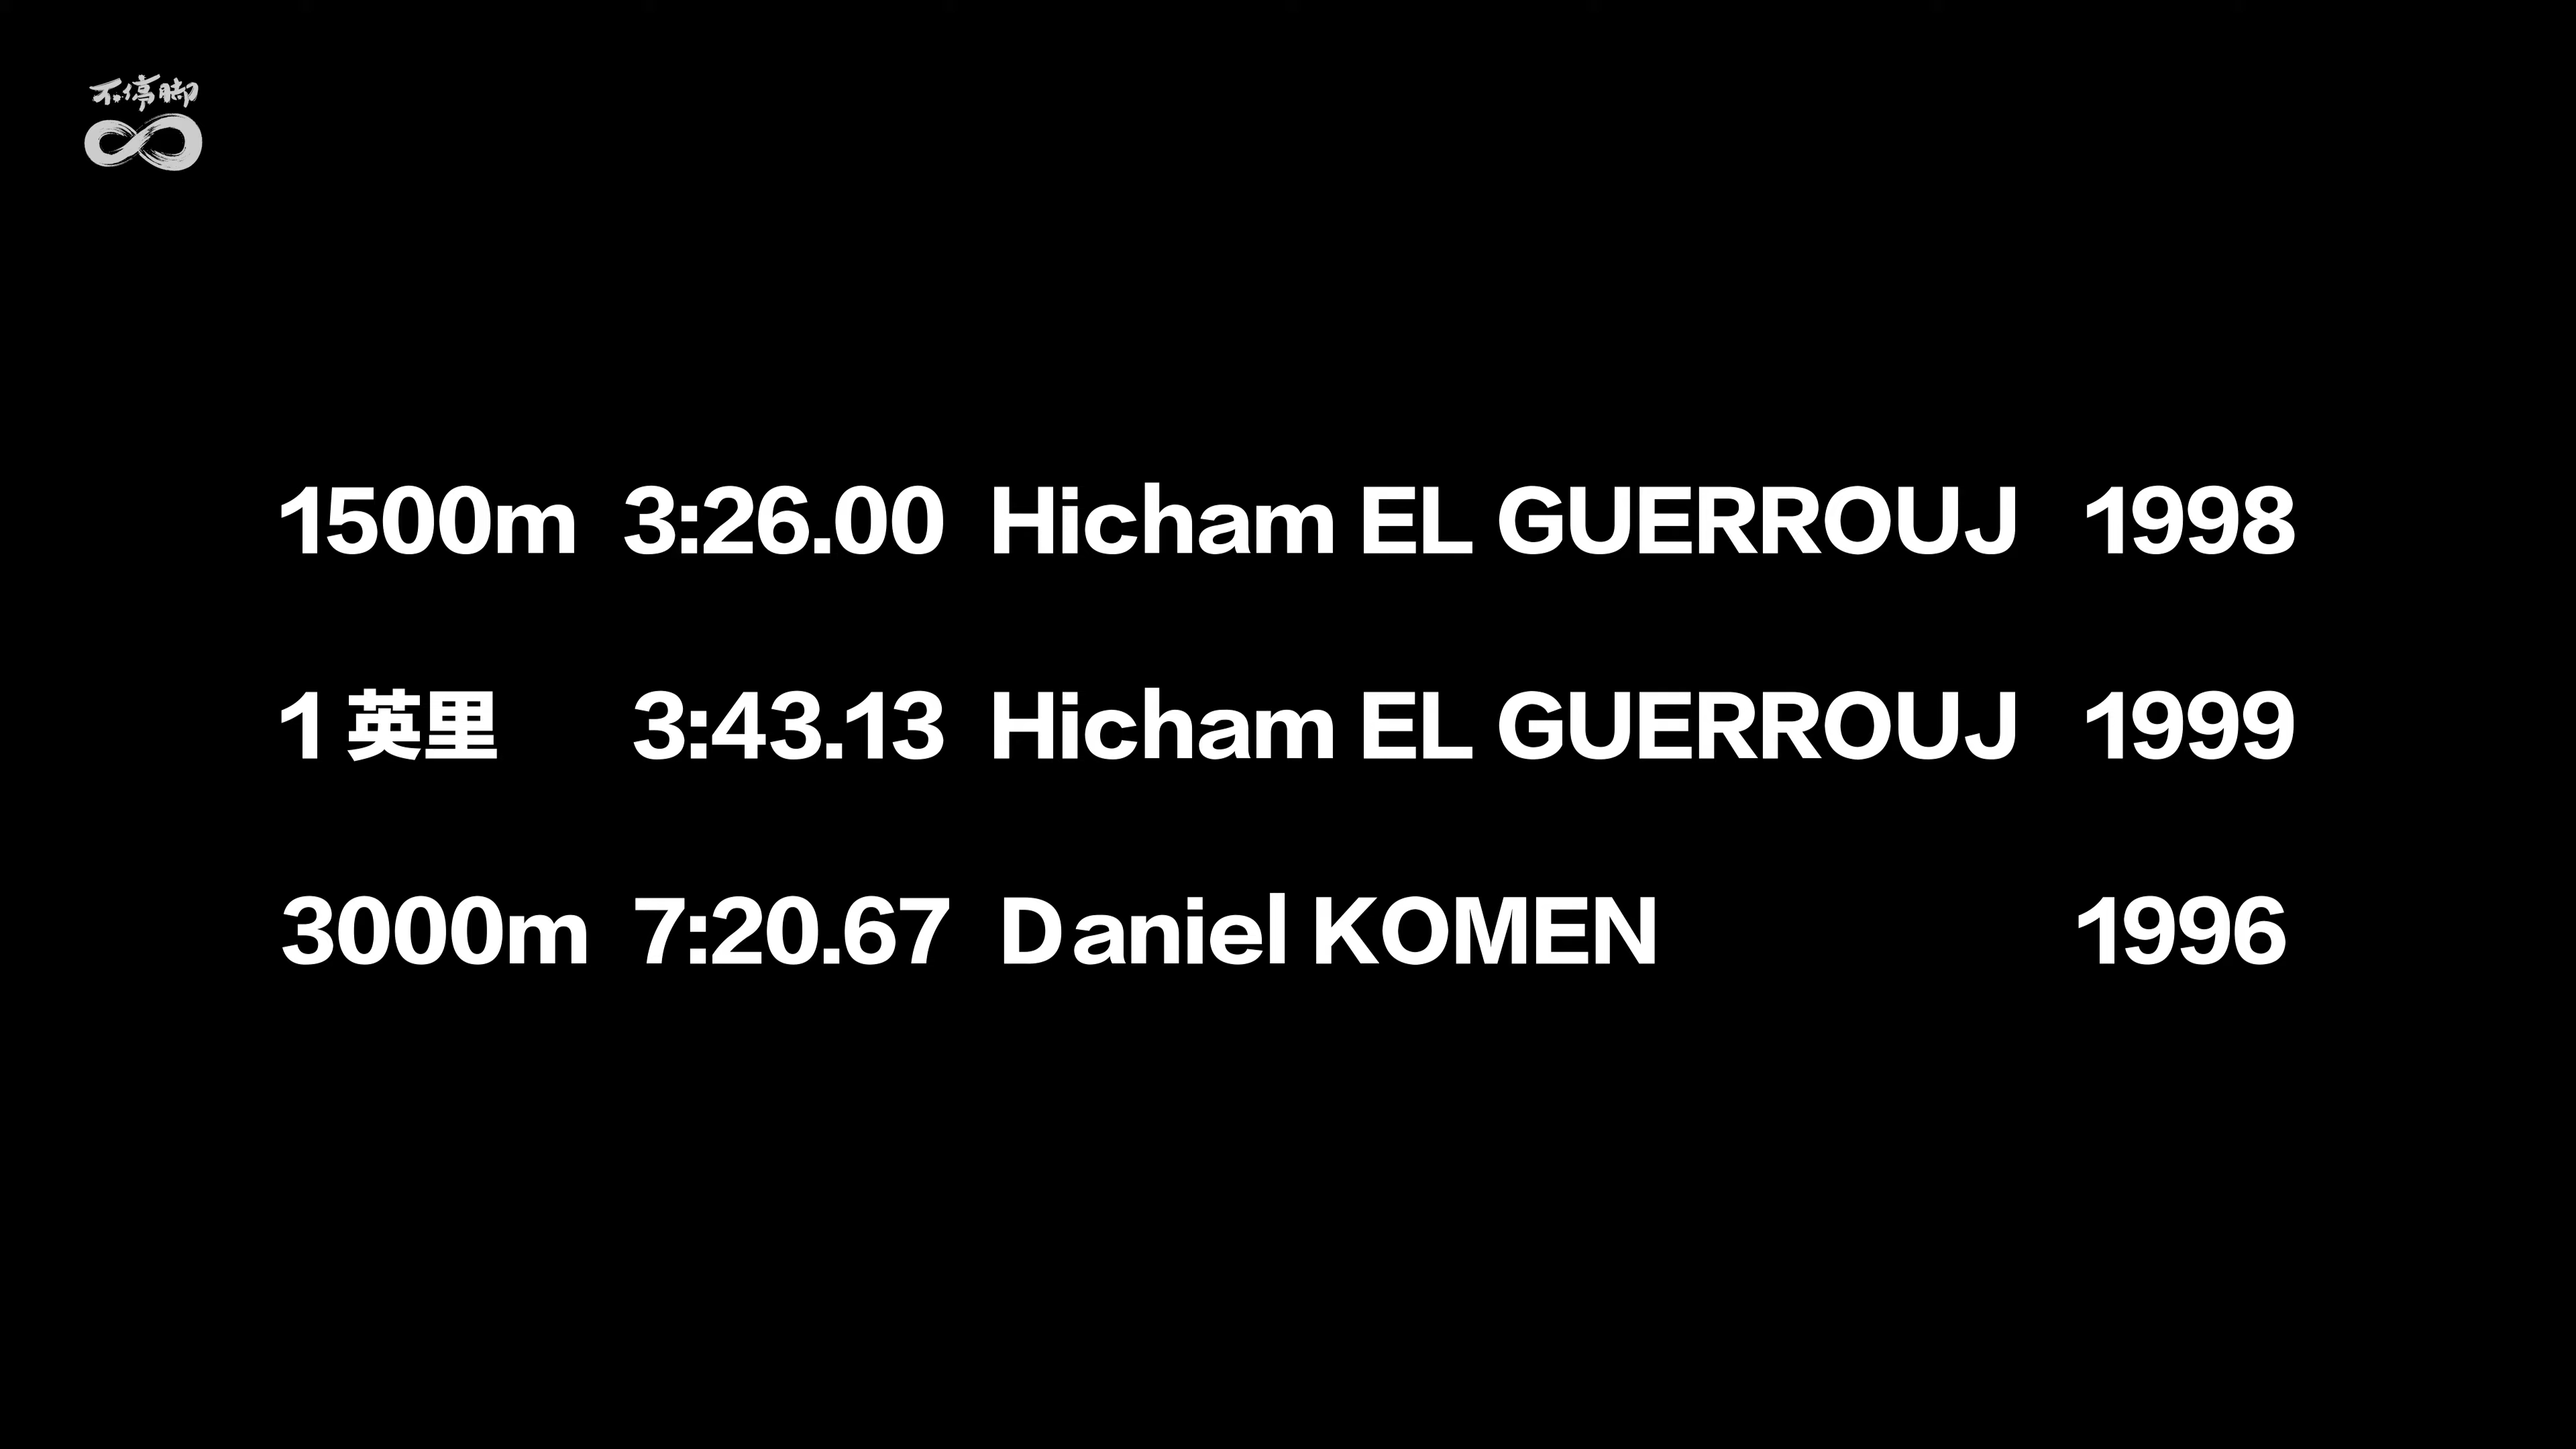 不停脚
1500m 3:26.00 Hicham EL GUERROUJ 1998
1 英里 3:43.13 Hicham EL GUERROUJ 1999
3000m 7:20.67 Daniel KOMEN 1996